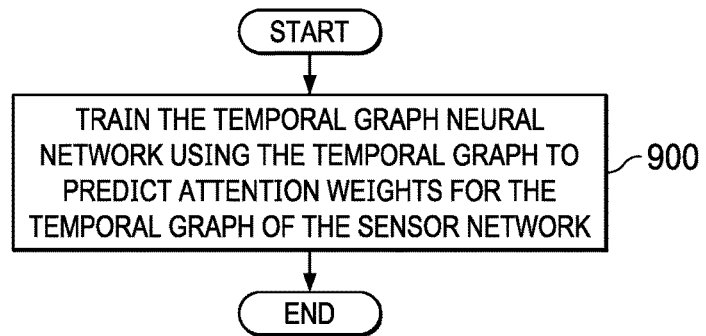 START
TRAIN THE TEMPORAL GRAPH NEURAL
NETWORK USING THE TEMPORAL GRAPH TO
PREDICT ATTENTION WEIGHTS FOR THE
TEMPORAL GRAPH OF THE SENSOR NETWORK
900
END